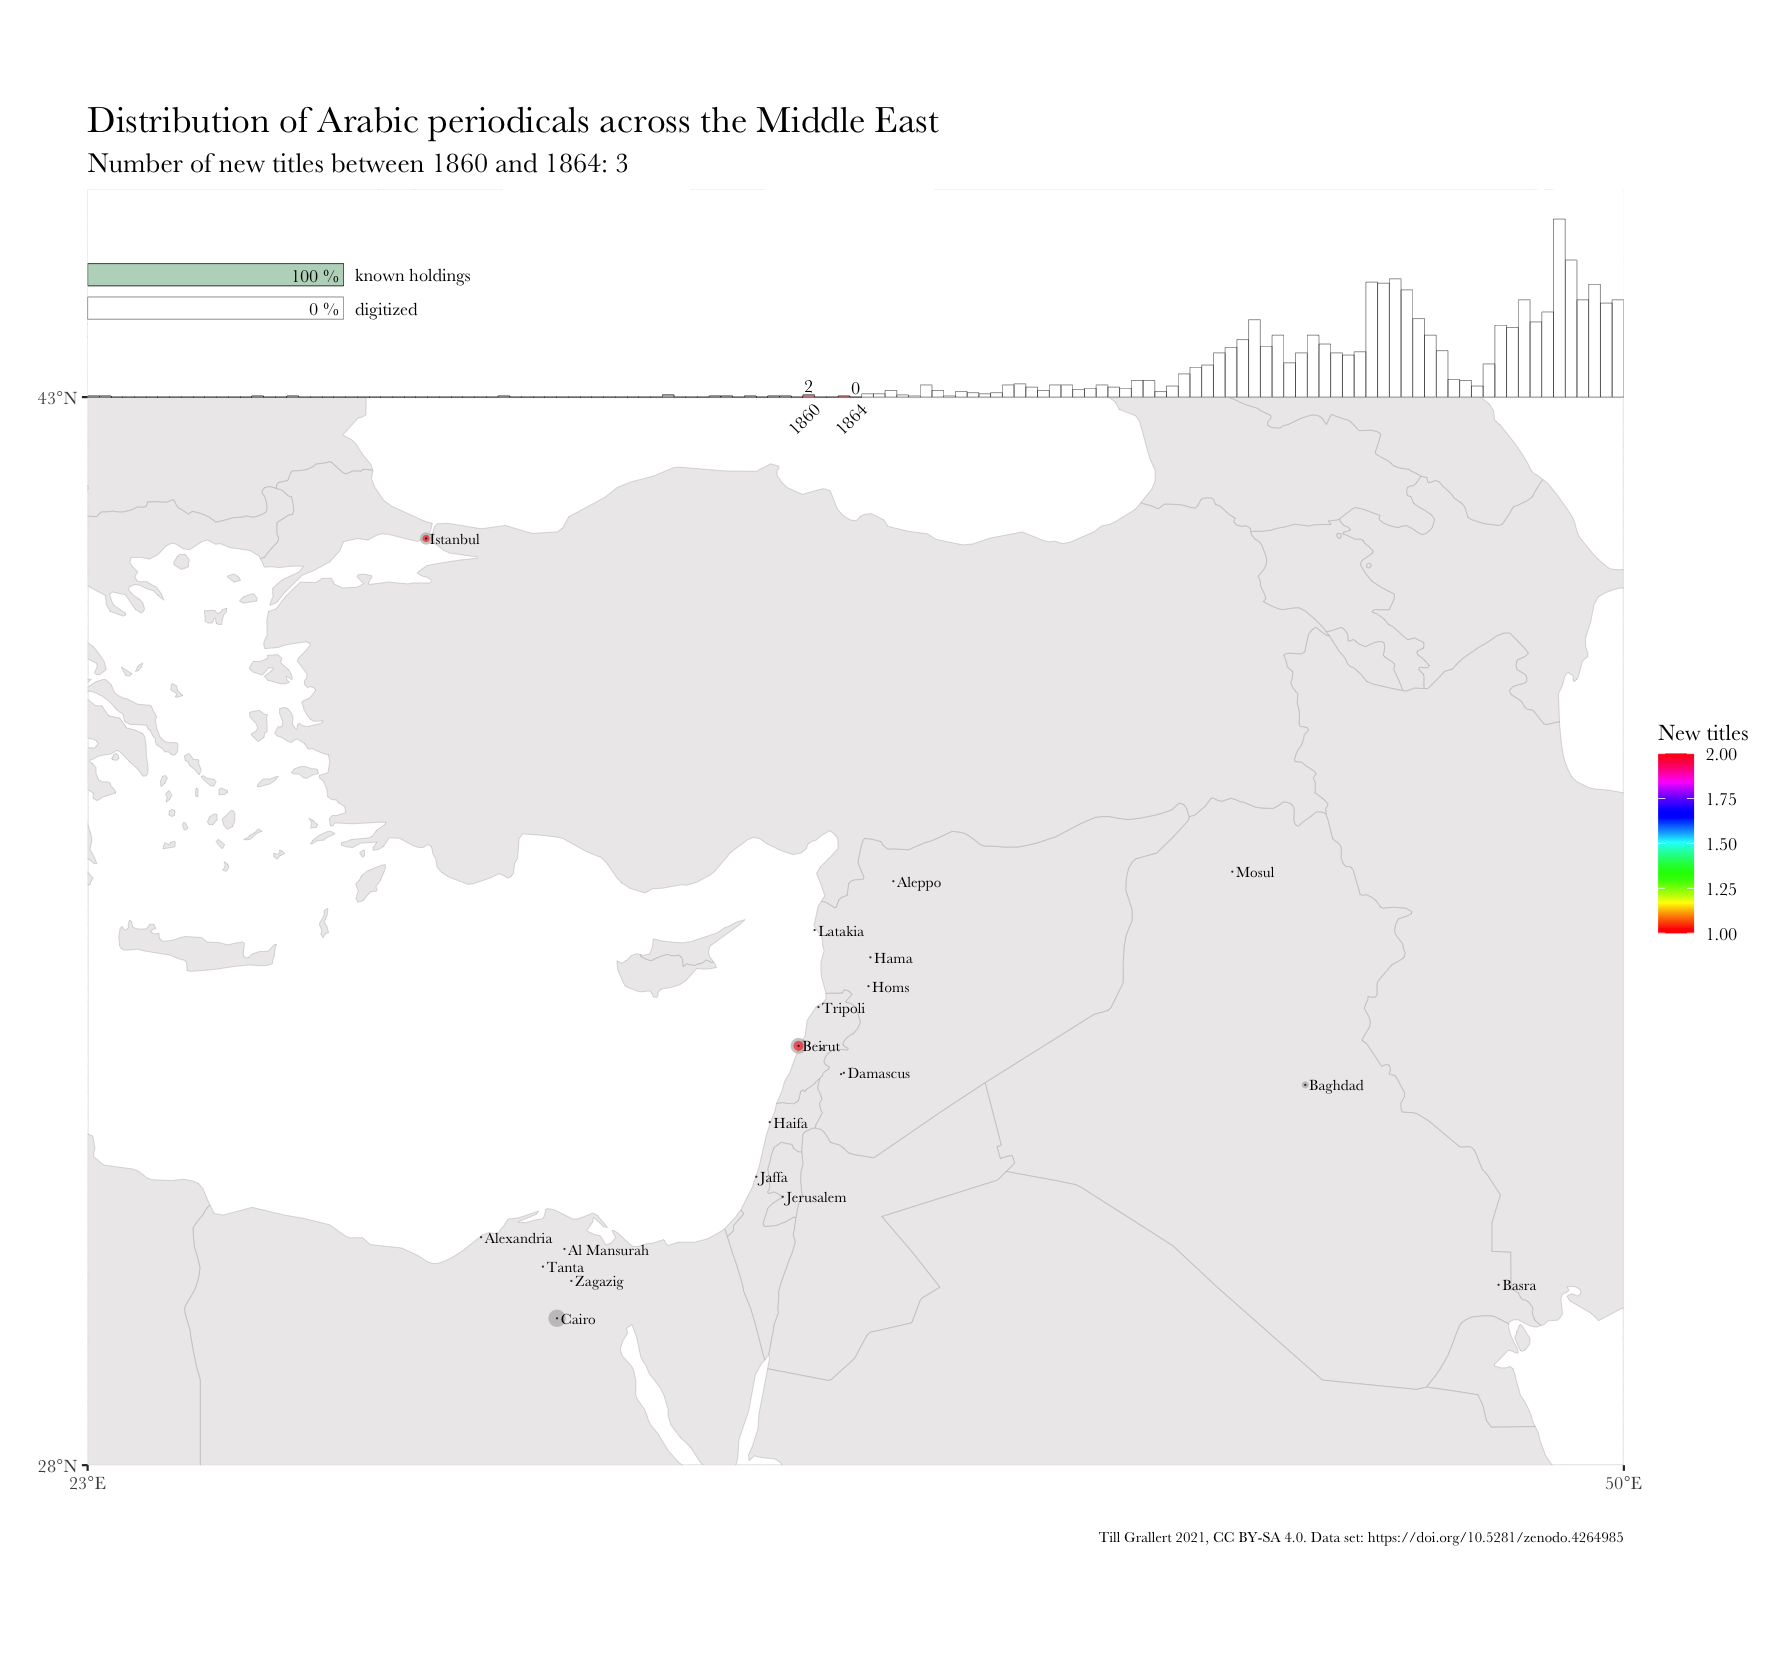 Distribution of Arabic periodicals across the Middle East
Number of new titles between 1860 and 1864: 3
100 % known holdings
0 % digitized
2 0
43°N
1860 1864
Istanbul
New titles
2.00
1.75
1.50
1.25
1.00
Mosul
Aleppo
Latakia
Hama
Homs
Tripoli
Beirut
Damascus
Baghdad
Haifa
Jaffa
Jerusalem
Alexandria
Al Mansurah
Tanta
Zagazig
Basra
Cairo
28°N
23°E 50°E
Till Grallert 2021, CC BY-SA 4.0. Data set: https://doi.org/10.5281/zenodo.4264985